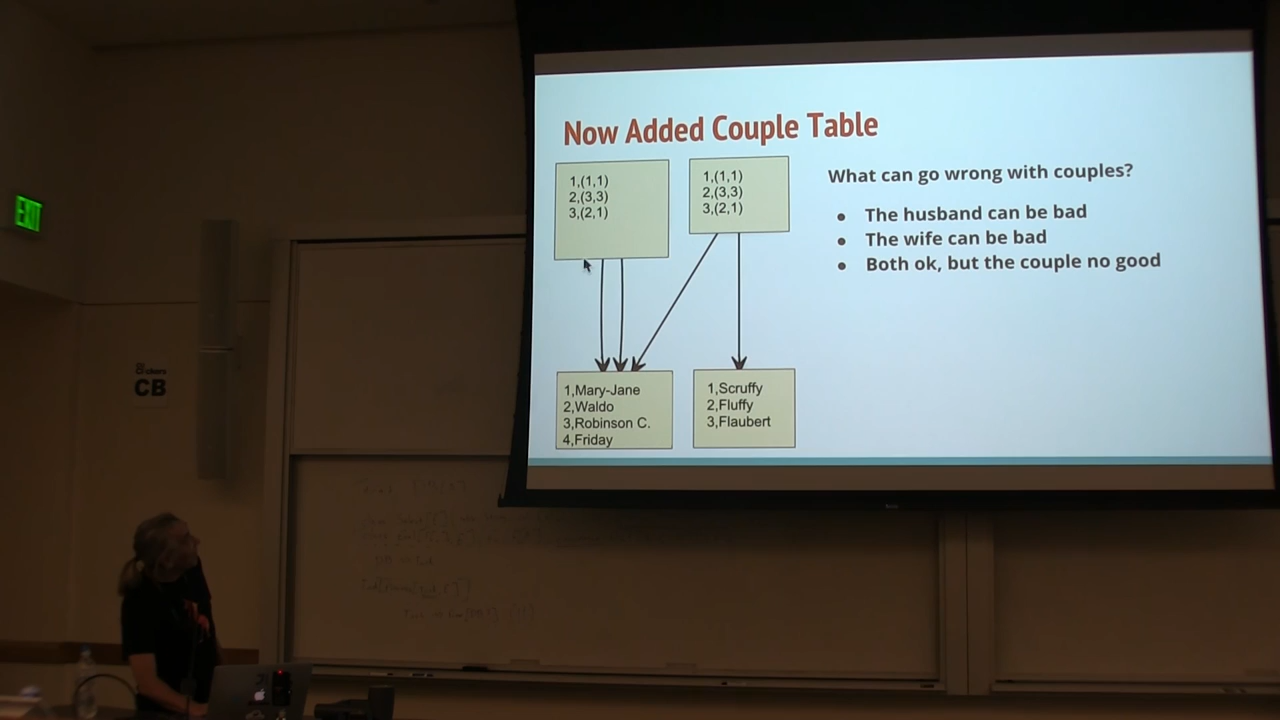 Now Added Couple Table
1,(1,1)
2,(3,3)
3,(2,1)
1,(1,1)
2,(3,3)
3,(2,1)
What can go wrong with couples?
● The husband can be bad
● The wife can be bad
● Both ok, but the couple no good
1,Mary-Jane
2,Waldo
3,Robinson C.
4,Friday
1,Scruffy
2,Fluffy
3,Flaubert
EXIT
CB